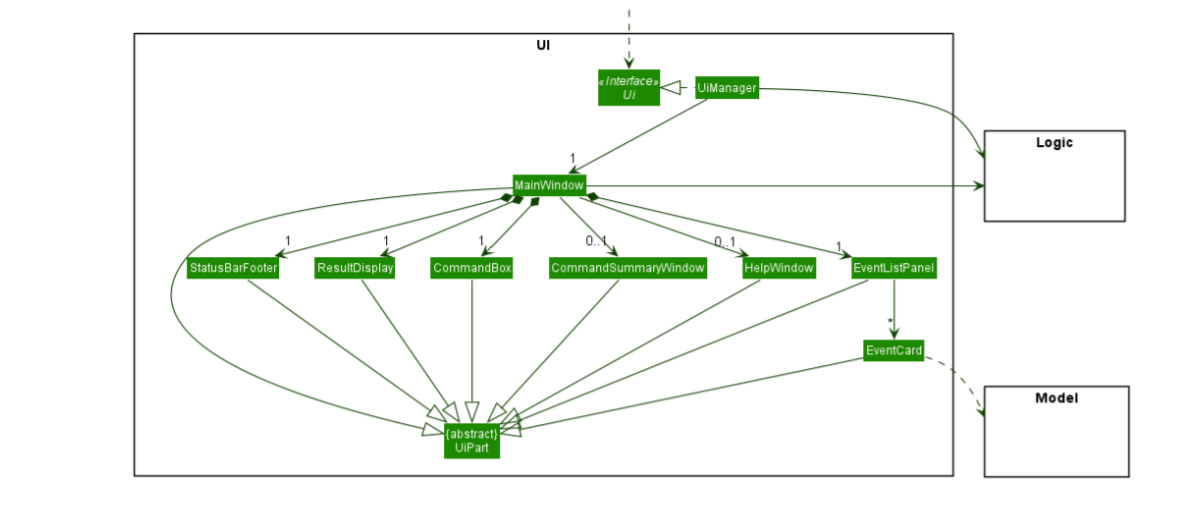 UI
«Interface»
Ui
UiManager
Logic
1
MainWindow
1
1
1
0..1
0..1
1
StatusBarFooter
ResultDisplay
CommandBox
CommandSummaryWindow
HelpWindow
EventListPanel
*
EventCard
Model
{abstract}
UiPart